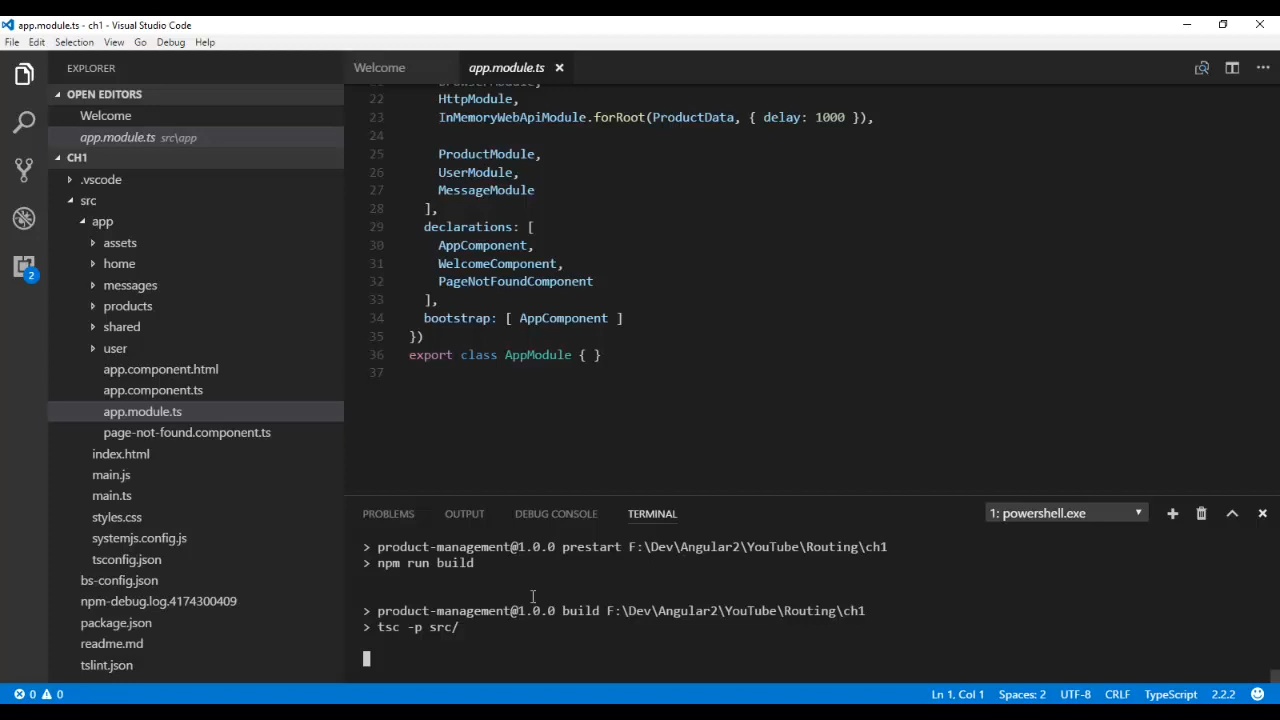 app.module.ts - ch1 - Visual Studio Code
File Edit Selection View Go Debug Help
EXPLORER
OPEN EDITORS
Welcome
app.module.ts src\app
CH1
.vscode
src
app
assets
home
messages
products
shared
user
app.component.html
app.component.ts
app.module.ts
page-not-found.component.ts
index.html
main.js
main.ts
styles.css
systemjs.config.js
tsconfig.json
bs-config.json
npm-debug.log.4174300409
package.json
readme.md
tslint.json
2
Welcome app.module.ts
22 HttpModule,
23 InMemoryWebApiModule.forRoot(ProductData, { delay: 1000 }),
24
25 ProductModule,
26 UserModule,
27 MessageModule
28 ],
29 declarations: [
30 AppComponent,
31 WelcomeComponent,
32 PageNotFoundComponent
33 ],
34 bootstrap: [ AppComponent ]
35 })
36 export class AppModule { }
37
PROBLEMS OUTPUT DEBUG CONSOLE TERMINAL 1: powershell.exe
> product-management@1.0.0 prestart F:\Dev\Angular2\YouTube\Routing\ch1
> npm run build
> product-management@1.0.0 build F:\Dev\Angular2\YouTube\Routing\ch1
> tsc -p src/
0 0 Ln 1, Col 1 Spaces: 2 UTF-8 CRLF TypeScript 2.2.2